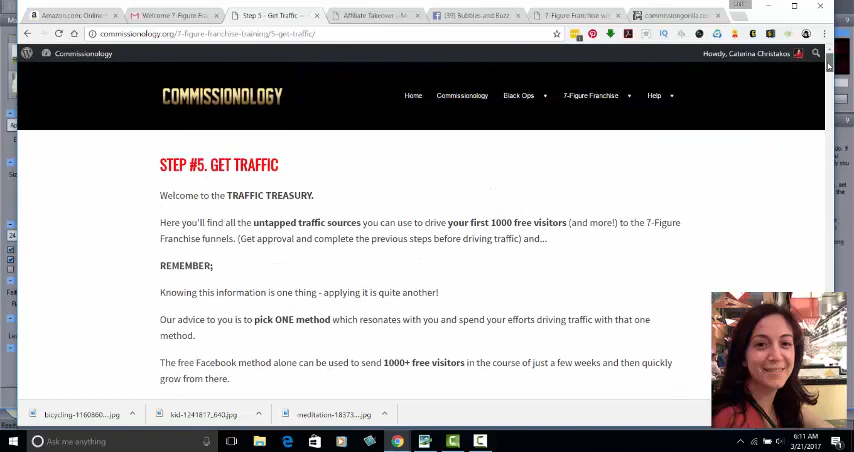 Amazon.com: Online
Welcome 7-Figure Fran
Step 5 - Get Traffic —
Affiliate Takeover —M
(39) Bubbles and Buzz
7-Figure Franchise w
commissiongorilla.co
commissionology.org/7-figure-franchise-training/5-get-traffic/
Commissionology
Howdy, Caterina Christakos
COMMISSIONOLOGY
Home Commissionology Black Ops 7-Figure Franchise Help
STEP #5. GET TRAFFIC
Welcome to the TRAFFIC TREASURY.
Here you'll find all the untapped traffic sources you can use to drive your first 1000 free visitors (and more!) to the 7-Figure
Franchise funnels. (Get approval and complete the previous steps before driving traffic) and...
REMEMBER;
Knowing this information is one thing - applying it is quite another!
Our advice to you is to pick ONE method which resonates with you and spend your efforts driving traffic with that one
method.
The free Facebook method alone can be used to send 1000+ free visitors in the course of just a few weeks and then quickly
grow from there.
bicycling-1160860....jpg
kid-1241817_640.jpg
meditation-18373....jpg
Ask me anything
6:11 AM
3/21/2017